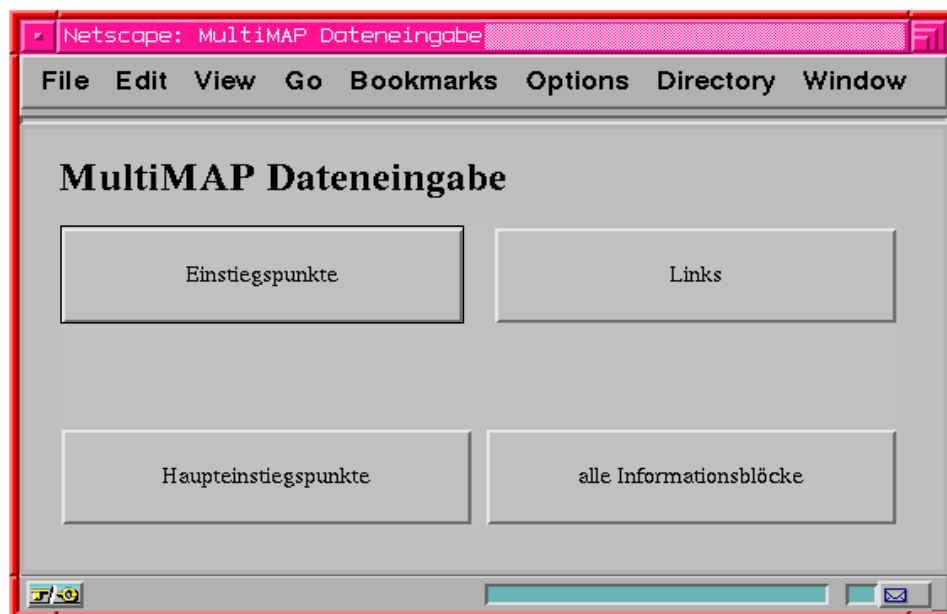 Netscape: MultiMAP Dateneingabe
File Edit View Go Bookmarks Options Directory Window
MultiMAP Dateneingabe
Einstiegspunkte Links
Haupteinstiegspunkte alle Informationsblöcke